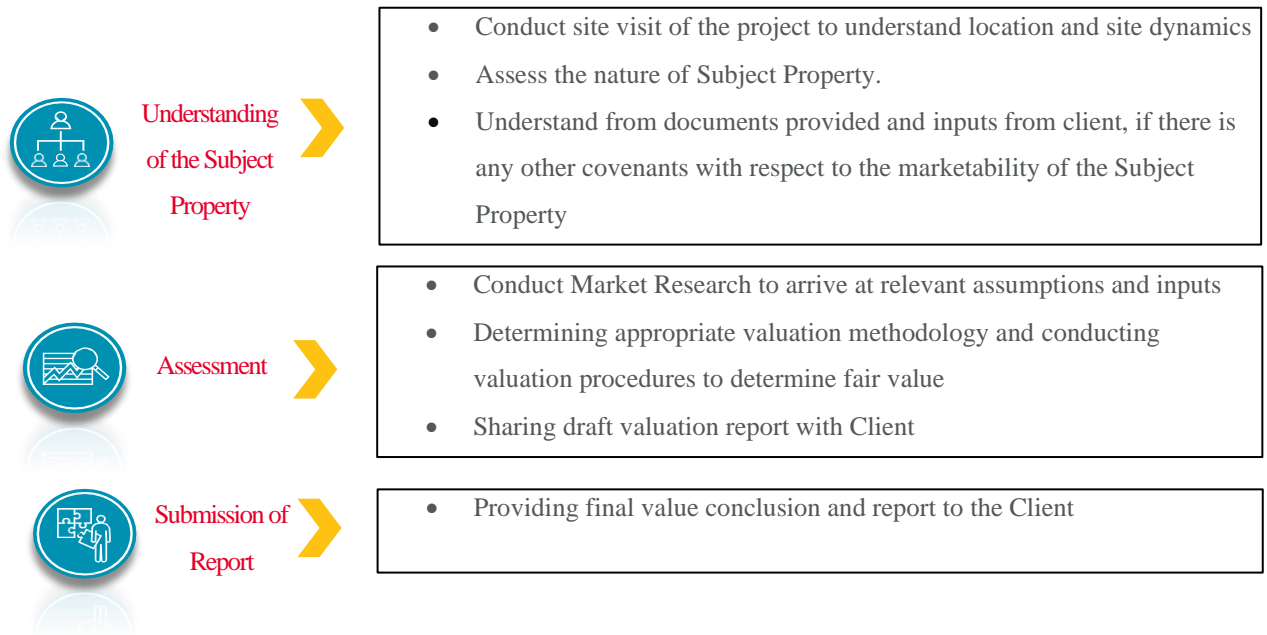 Understanding
of the Subject
Property
• Conduct site visit of the project to understand location and site dynamics
• Assess the nature of Subject Property.
• Understand from documents provided and inputs from client, if there is
any other covenants with respect to the marketability of the Subject
Property
Assessment
• Conduct Market Research to arrive at relevant assumptions and inputs
• Determining appropriate valuation methodology and conducting
valuation procedures to determine fair value
• Sharing draft valuation report with Client
Submission of
Report
• Providing final value conclusion and report to the Client